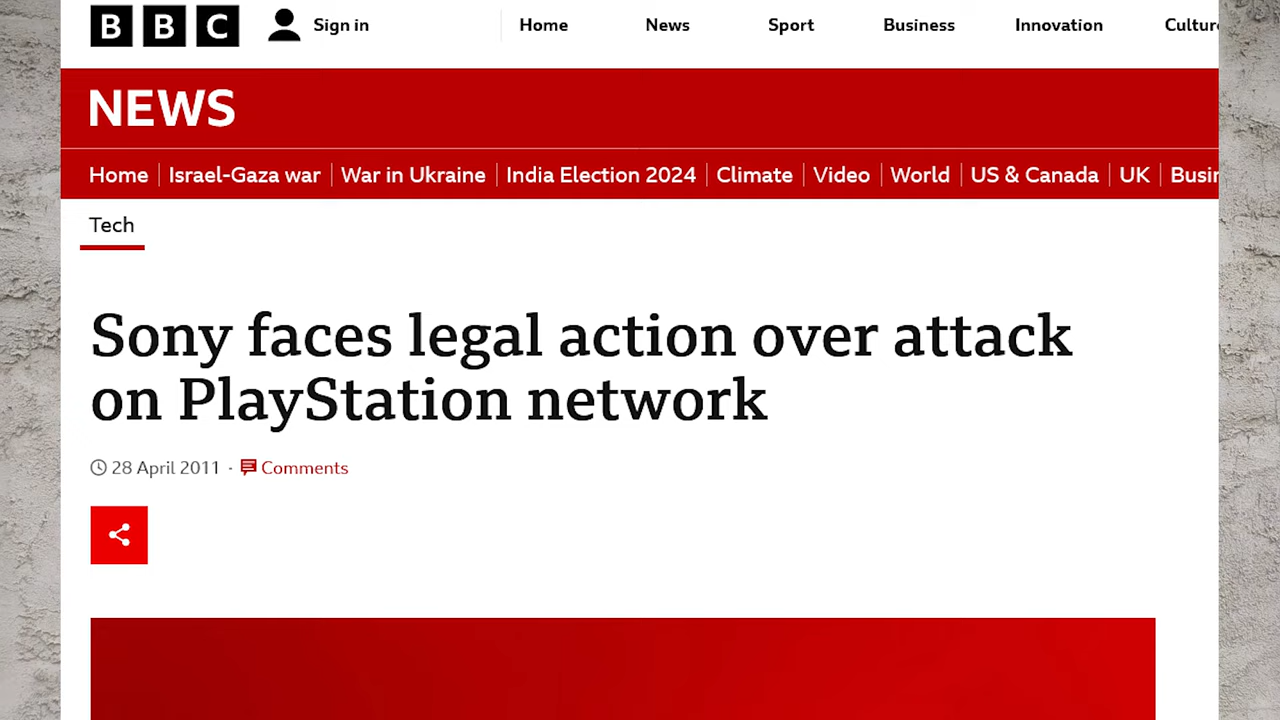 BBC Sign in Home News Sport Business Innovation Culture
NEWS
Home Israel-Gaza war War in Ukraine India Election 2024 Climate Video World US & Canada UK Busin
Tech
Sony faces legal action over attack
on PlayStation network
28 April 2011 · Comments